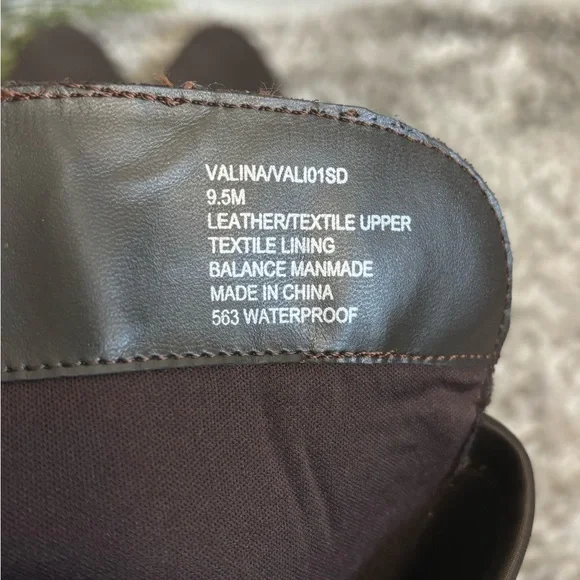 VALINA/VALI01SD
9.5M
LEATHER/TEXTILE UPPER
TEXTILE LINING
BALANCE MANMADE
MADE IN CHINA
563 WATERPROOF